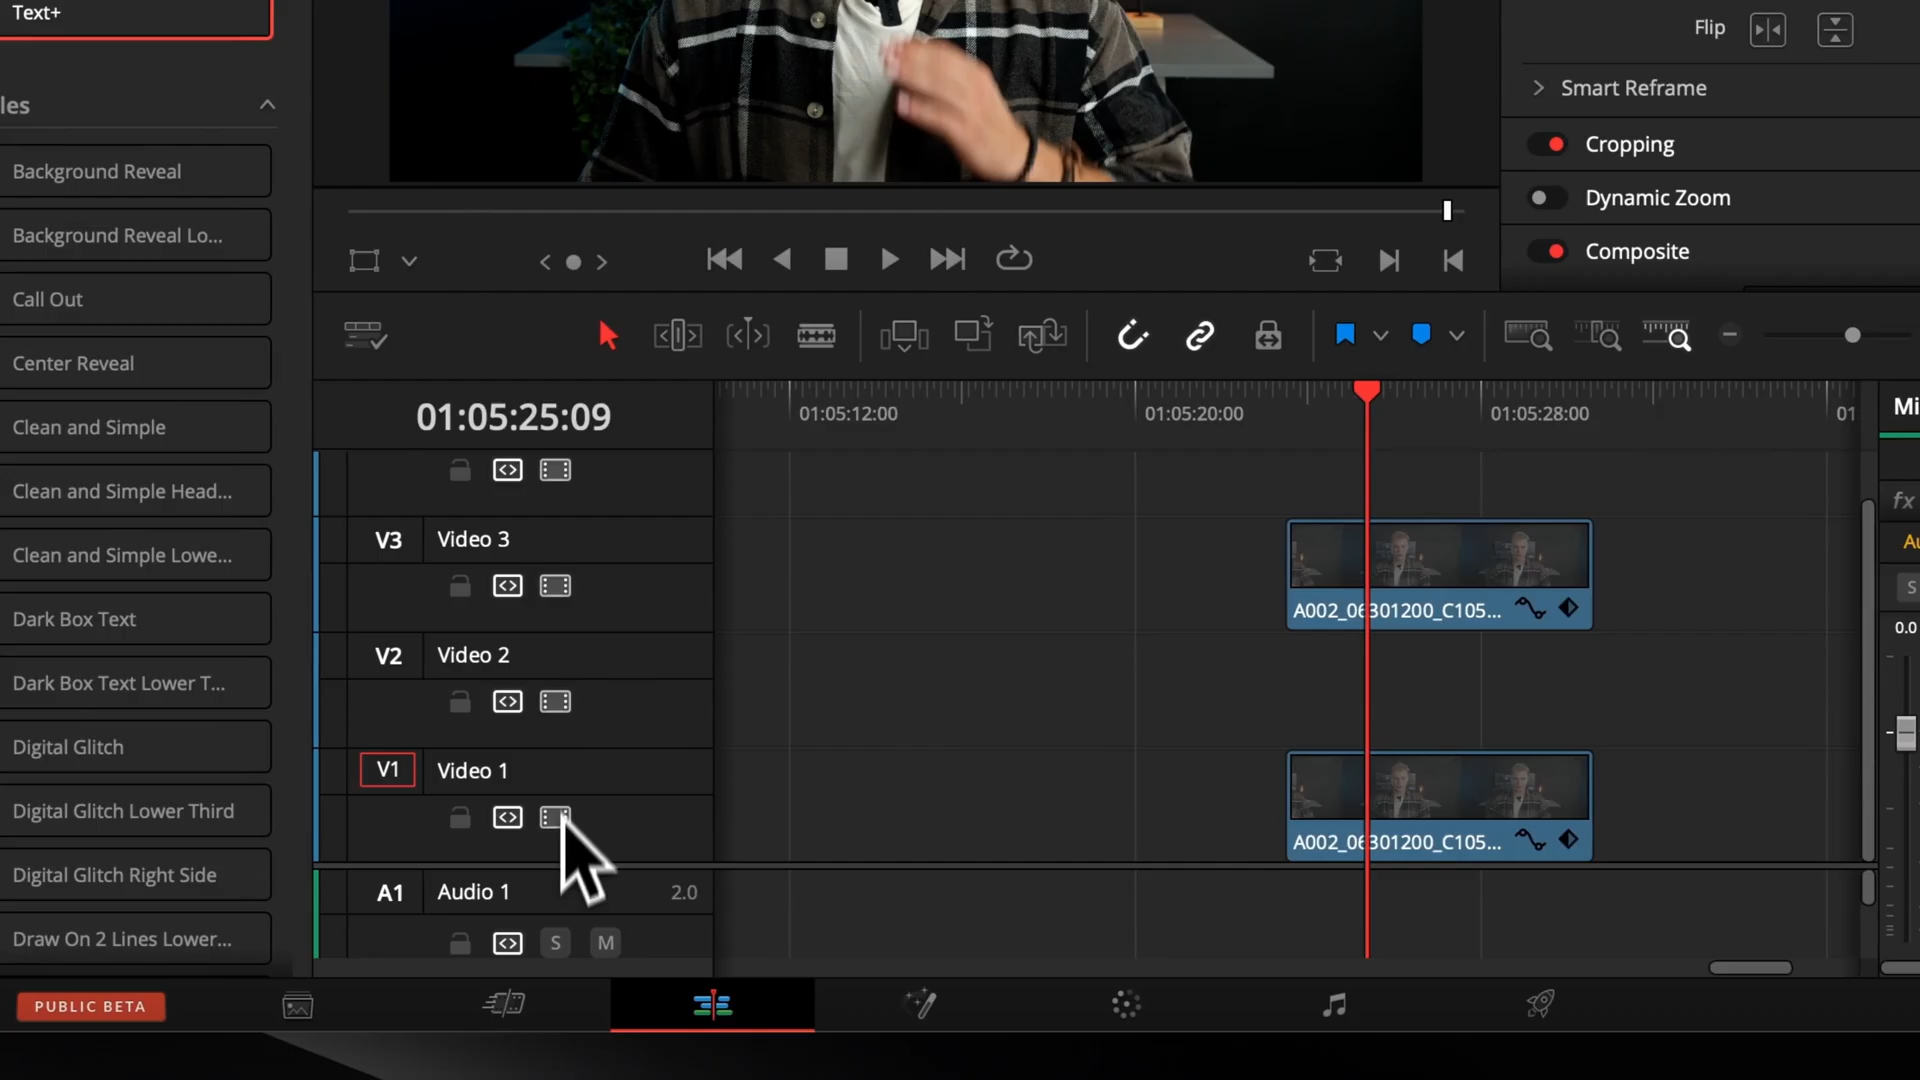 Text+
les
Background Reveal
Background Reveal Lo...
Call Out
Center Reveal
Clean and Simple
Clean and Simple Head...
Clean and Simple Lowe...
Dark Box Text
Dark Box Text Lower T...
Digital Glitch
Digital Glitch Lower Third
Digital Glitch Right Side
Draw On 2 Lines Lower...
Flip
Smart Reframe
Cropping
Dynamic Zoom
Composite
01:05:25:09
01:05:12:00
01:05:20:00
01:05:28:00
01
Mi
fx
Au
S
0.0
V3 Video 3
V2 Video 2
V1 Video 1
A1 Audio 1 2.0
S M
A002_06301200_C105...
A002_06301200_C105...
PUBLIC BETA